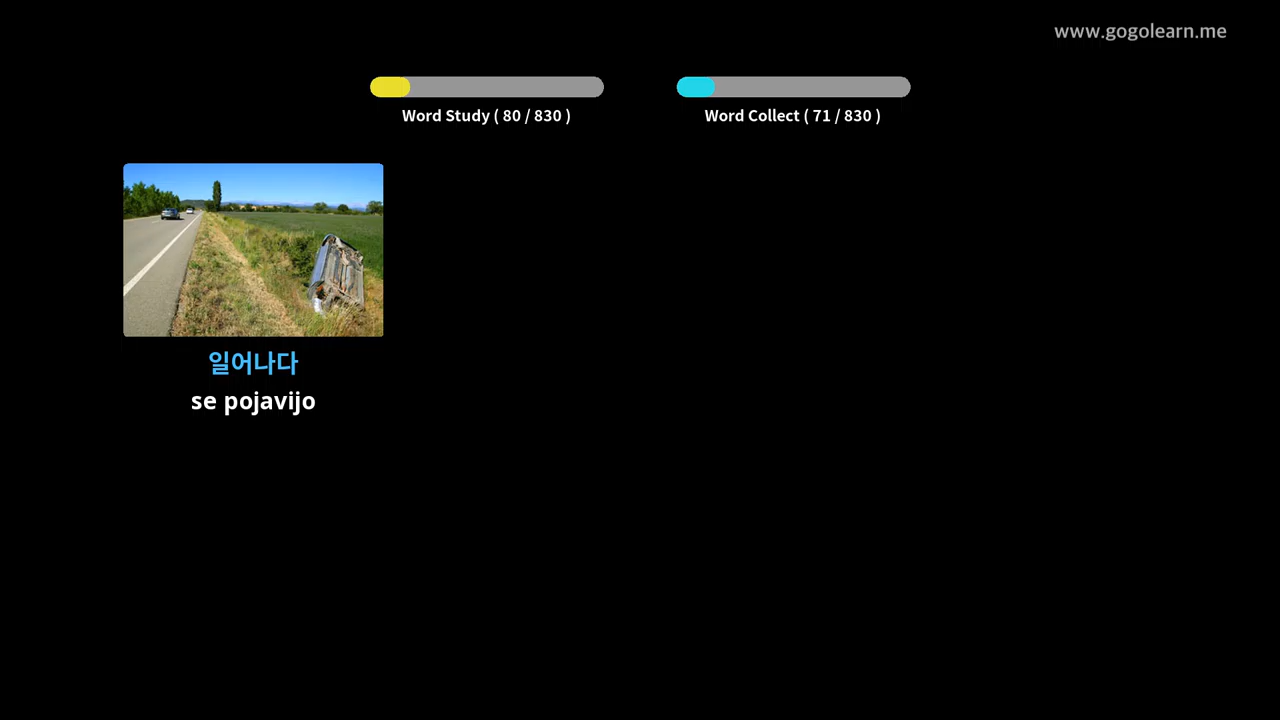 www.gogolearn.me
Word Study ( 80 / 830 )
Word Collect ( 71 / 830 )
일어나다
se pojavijo